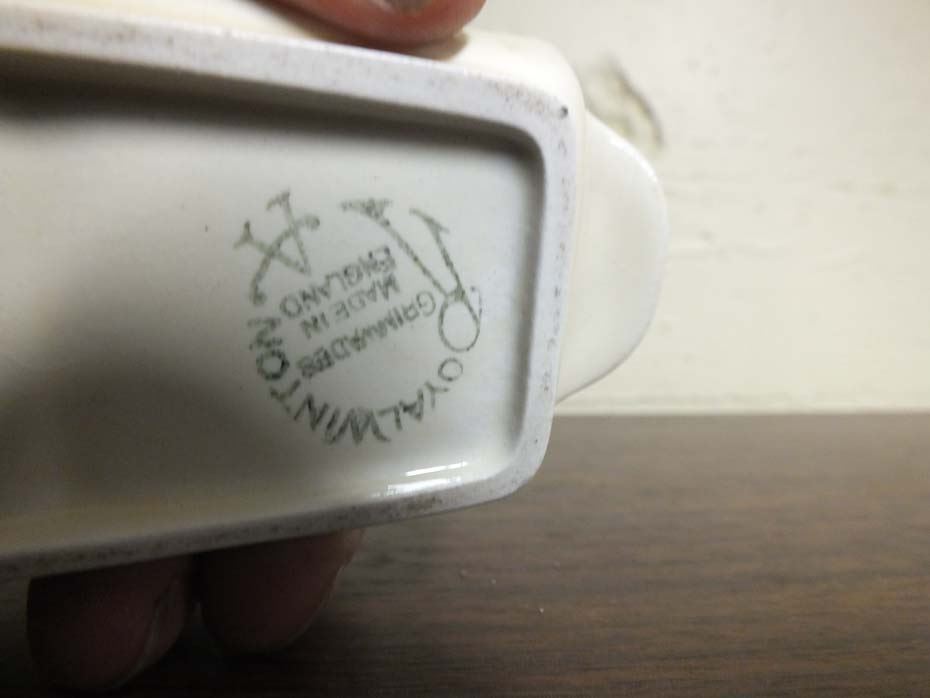 ROYAL WINTON
GRIMWADES
MADE IN
ENGLAND